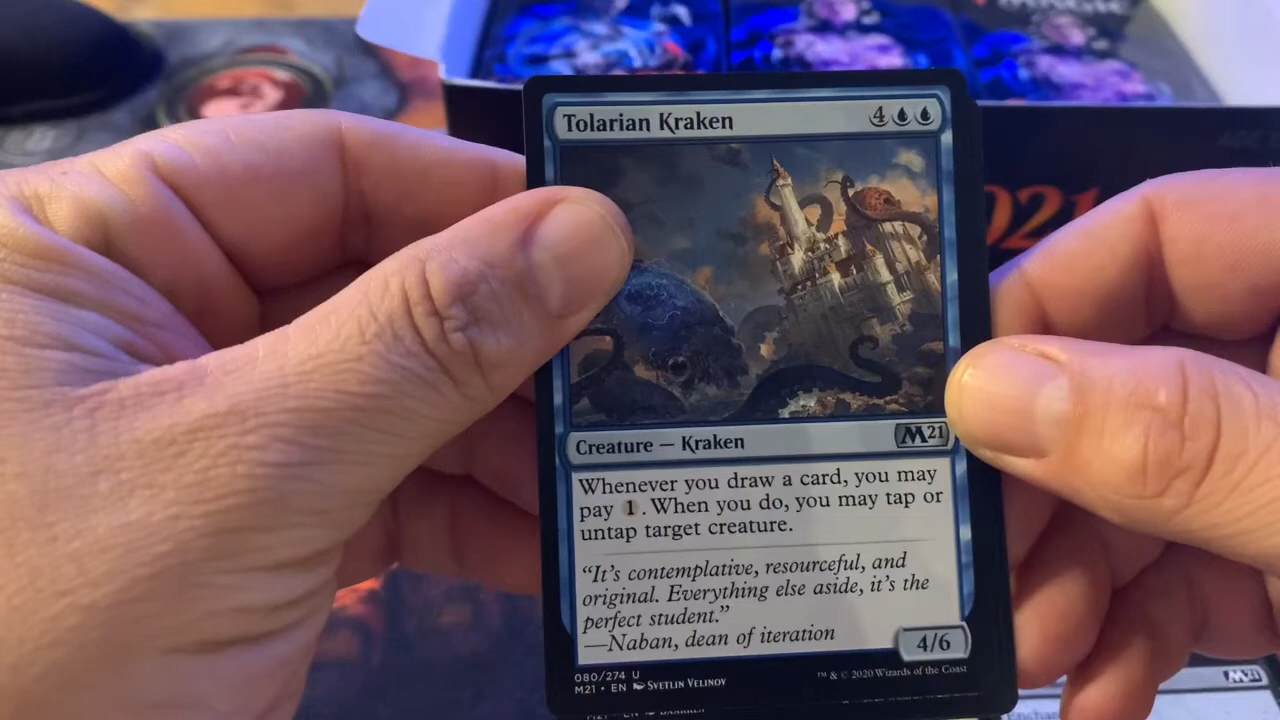 Tolarian Kraken
4
2021
Creature — Kraken
M21
Whenever you draw a card, you may
pay 1. When you do, you may tap or
untap target creature.
“It's contemplative, resourceful, and
original. Everything else aside, it's the
perfect student.”
—Naban, dean of iteration
4/6
080/274 U
M21 • EN SVETLIN VELINOV
™ & © 2020 Wizards of the Coast
M21